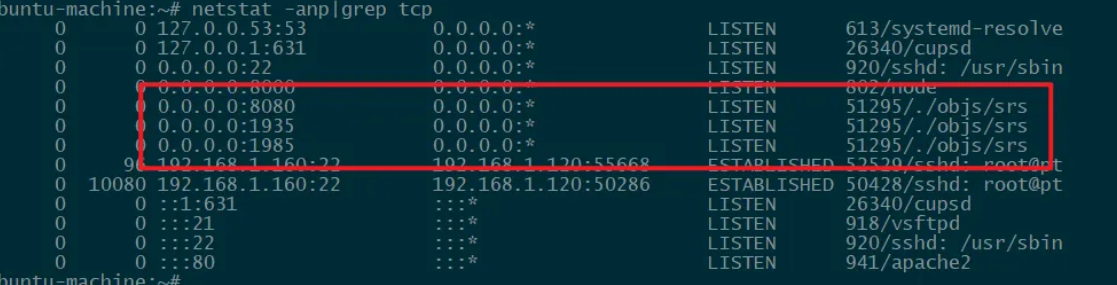 buntu-machine:~# netstat -anp|grep tcp
0 0 127.0.0.53:53 0.0.0.0:* LISTEN 613/systemd-resolve
0 0 127.0.0.1:631 0.0.0.0:* LISTEN 26340/cupsd
0 0 0.0.0.0:22 0.0.0.0:* LISTEN 920/sshd: /usr/sbin
0 0 0.0.0.0:8000 0.0.0.0:* LISTEN 802/node
0 0 0.0.0.0:8080 0.0.0.0:* LISTEN 51295/./objs/srs
0 0 0.0.0.0:1935 0.0.0.0:* LISTEN 51295/./objs/srs
0 0 0.0.0.0:1985 0.0.0.0:* LISTEN 51295/./objs/srs
0 96 192.168.1.160:22 192.168.1.120:55668 ESTABLISHED 52529/sshd: root@pt
0 10080 192.168.1.160:22 192.168.1.120:50286 ESTABLISHED 50428/sshd: root@pt
0 0 ::1:631 :::* LISTEN 26340/cupsd
0 0 :::21 :::* LISTEN 918/vsftpd
0 0 :::22 :::* LISTEN 920/sshd: /usr/sbin
0 0 :::80 :::* LISTEN 941/apache2
buntu-machine:~#